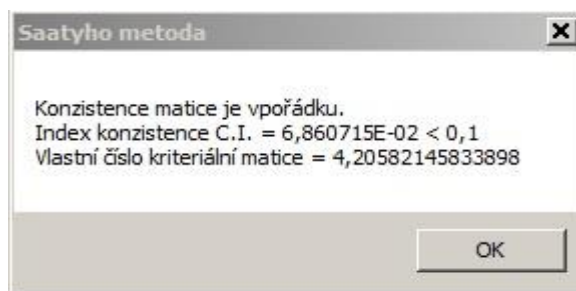 Saatyho metoda
Konzistence matice je vpořádku.
Index konzistence C.I. = 6,860715E-02 < 0,1
Vlastní číslo kriteriální matice = 4,20582145833898
OK